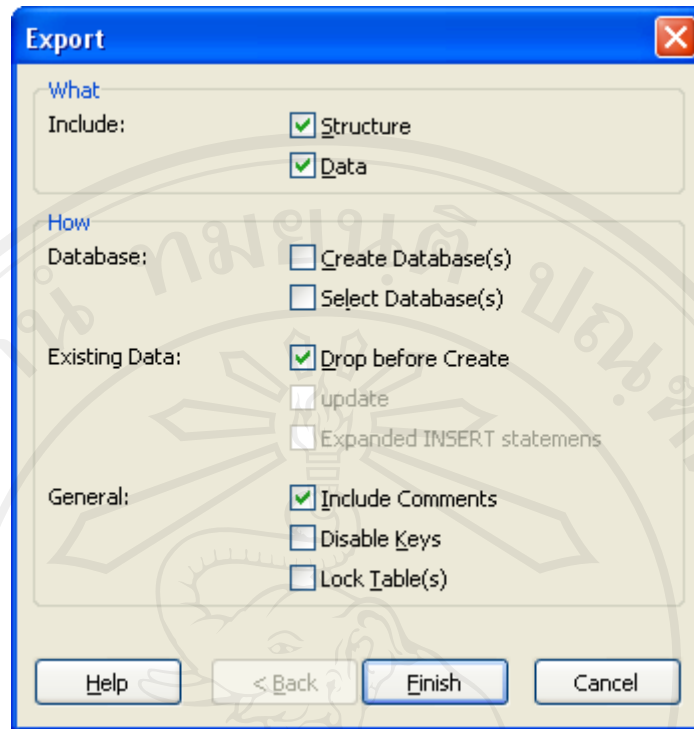 Export
What
Include:
Structure
Data
How
Database:
Create Database(s)
Select Database(s)
Existing Data:
Drop before Create
update
Expanded INSERT statemens
General:
Include Comments
Disable Keys
Lock Table(s)
Help
< Back
Finish
Cancel